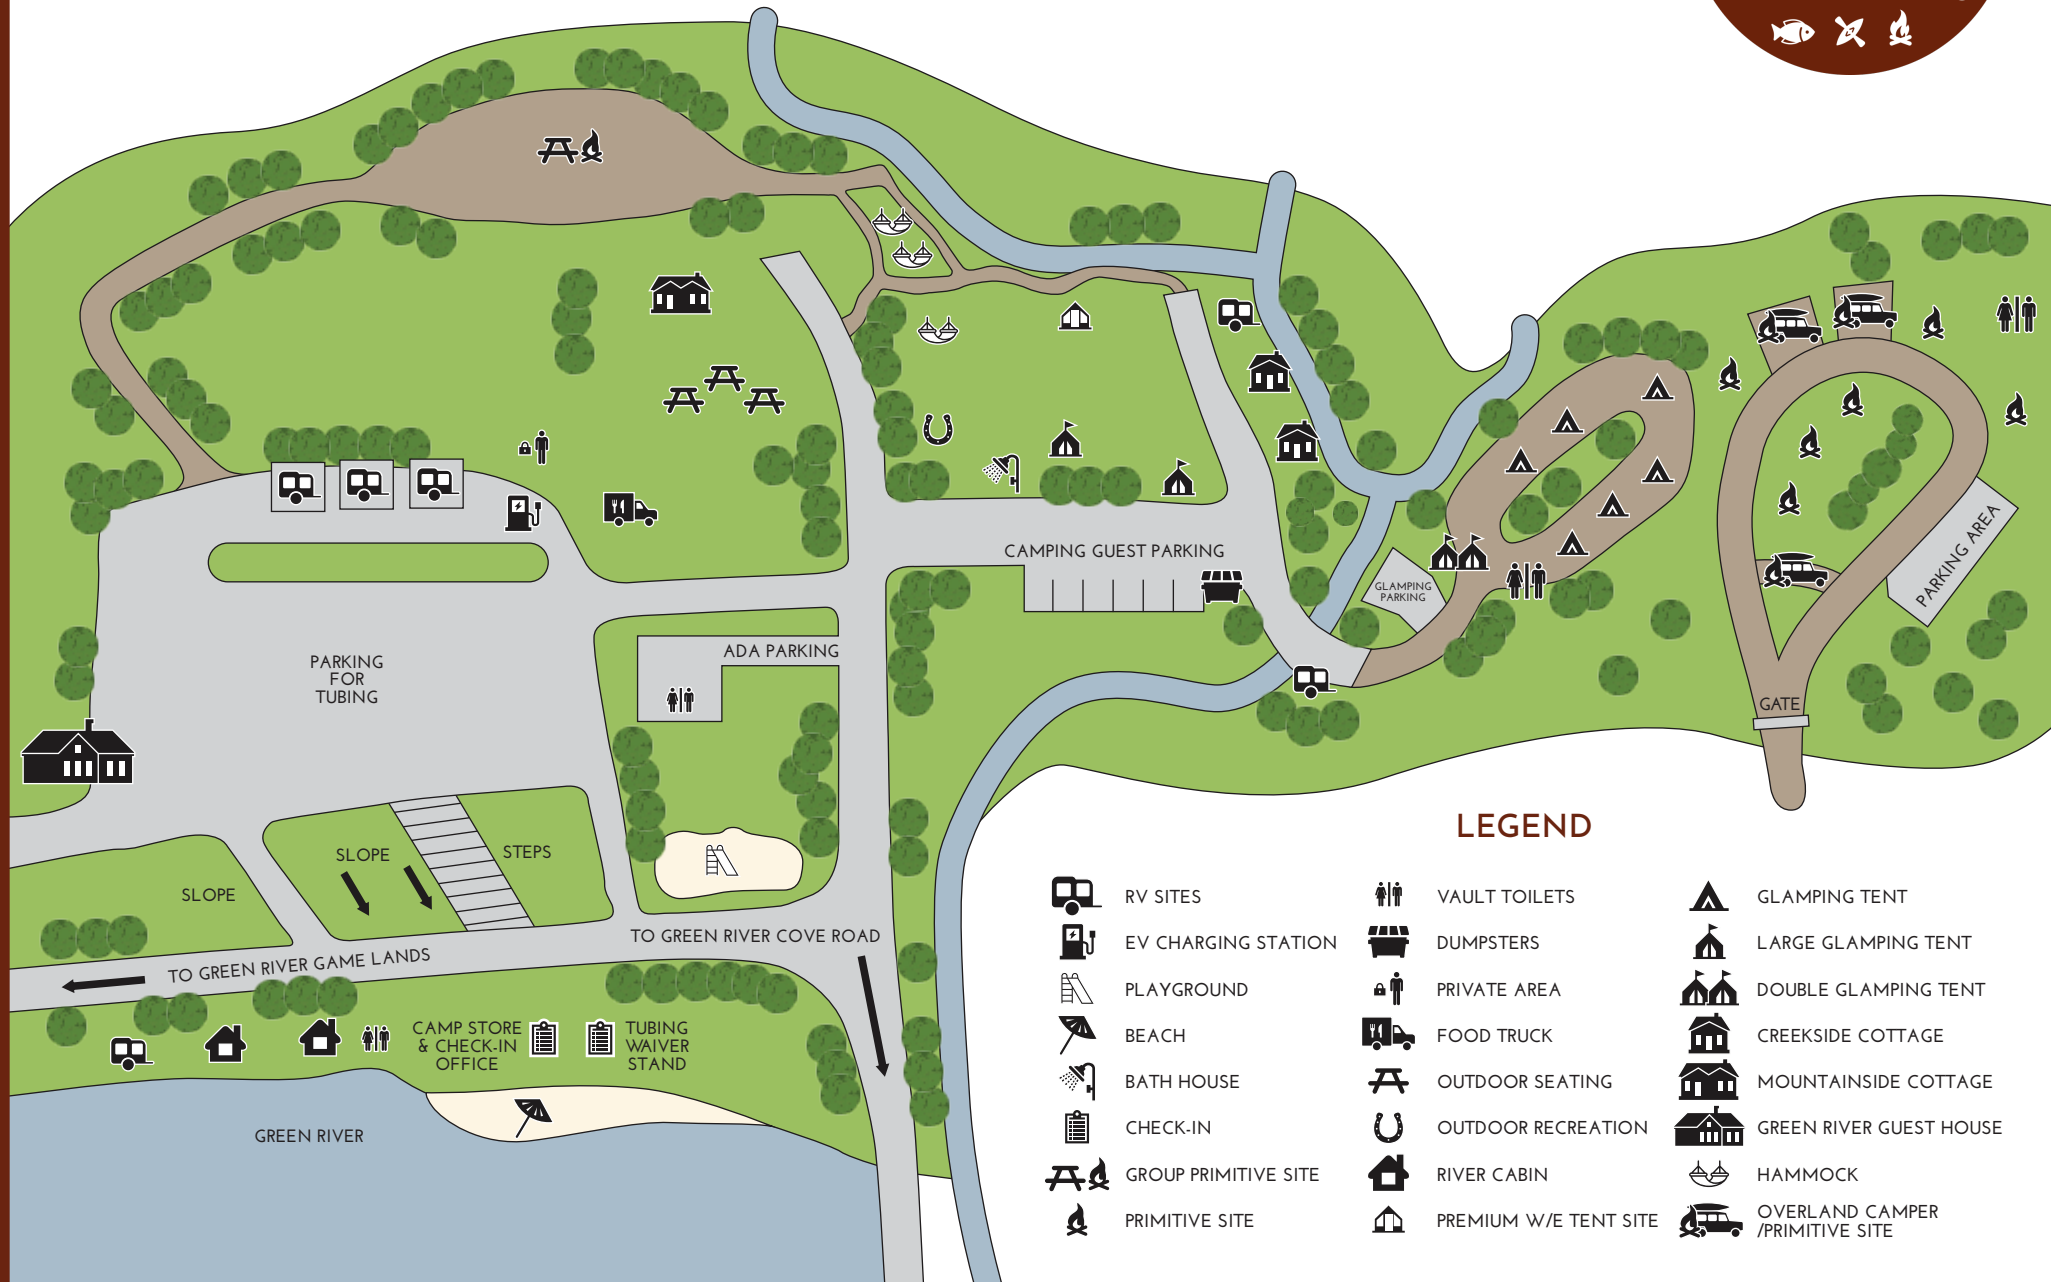 CAMPING GUEST PARKING
GLAMPING
PARKING
PARKING AREA
ADA PARKING
PARKING
FOR
TUBING
GATE
SLOPE
STEPS
SLOPE
TO GREEN RIVER COVE ROAD
TO GREEN RIVER GAME LANDS
CAMP STORE
& CHECK-IN
OFFICE
TUBING
WAIVER
STAND
GREEN RIVER
LEGEND
RV SITES
EV CHARGING STATION
PLAYGROUND
BEACH
BATH HOUSE
CHECK-IN
GROUP PRIMITIVE SITE
PRIMITIVE SITE
VAULT TOILETS
DUMPSTERS
PRIVATE AREA
FOOD TRUCK
OUTDOOR SEATING
OUTDOOR RECREATION
RIVER CABIN
PREMIUM W/E TENT SITE
GLAMPING TENT
LARGE GLAMPING TENT
DOUBLE GLAMPING TENT
CREEKSIDE COTTAGE
MOUNTAINSIDE COTTAGE
GREEN RIVER GUEST HOUSE
HAMMOCK
OVERLAND CAMPER
/PRIMITIVE SITE